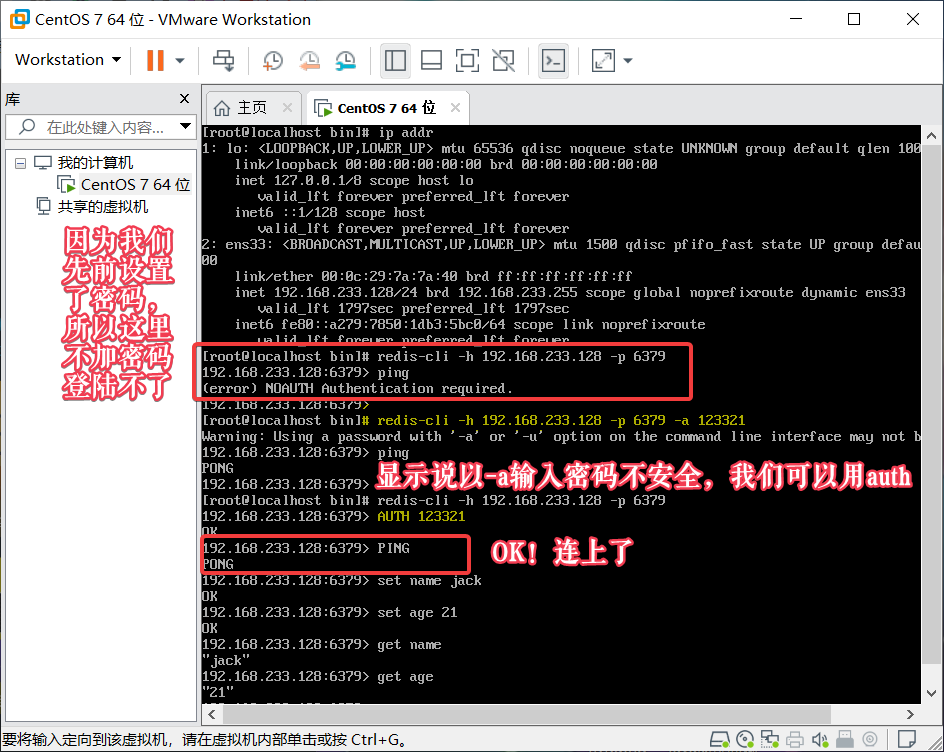 CentOS 7 64 位 - VMware Workstation
Workstation
库
在此处键入内容...
我的计算机
CentOS 7 64 位
共享的虚拟机
因为我们
先前设置
了密码，
所以这里
不加密码
登陆不了
主页
CentOS 7 64 位
[root@localhost bin]# ip addr
1: lo: <LOOPBACK,UP,LOWER_UP> mtu 65536 qdisc noqueue state UNKNOWN group default qlen 100
link/loopback 00:00:00:00:00:00 brd 00:00:00:00:00:00
inet 127.0.0.1/8 scope host lo
valid_lft forever preferred_lft forever
inet6 ::1/128 scope host
valid_lft forever preferred_lft forever
2: ens33: <BROADCAST,MULTICAST,UP,LOWER_UP> mtu 1500 qdisc pfifo_fast state UP group defau
00
link/ether 00:0c:29:7a:7a:40 brd ff:ff:ff:ff:ff:ff
inet 192.168.233.128/24 brd 192.168.233.255 scope global noprefixroute dynamic ens33
valid_lft 1797sec preferred_lft 1797sec
inet6 fe80::a279:7850:1db3:5bc0/64 scope link noprefixroute
valid_lft forever preferred_lft forever
[root@localhost bin]# redis-cli -h 192.168.233.128 -p 6379
192.168.233.128:6379> ping
(error) NOAUTH Authentication required.
192.168.233.128:6379>
[root@localhost bin]# redis-cli -h 192.168.233.128 -p 6379 -a 123321
Warning: Using a password with '-a' or '-u' option on the command line interface may not b
192.168.233.128:6379> ping
PONG
192.168.233.128:6379>
显示说以-a输入密码不安全，我们可以用auth
[root@localhost bin]# redis-cli -h 192.168.233.128 -p 6379
192.168.233.128:6379> AUTH 123321
OK
192.168.233.128:6379> PING
PONG
OK！连上了
192.168.233.128:6379> set name jack
OK
192.168.233.128:6379> set age 21
OK
192.168.233.128:6379> get name
"jack"
192.168.233.128:6379> get age
"21"
192.168.233.128:6379>
要将输入定向到该虚拟机，请在虚拟机内部单击或按 Ctrl+G。